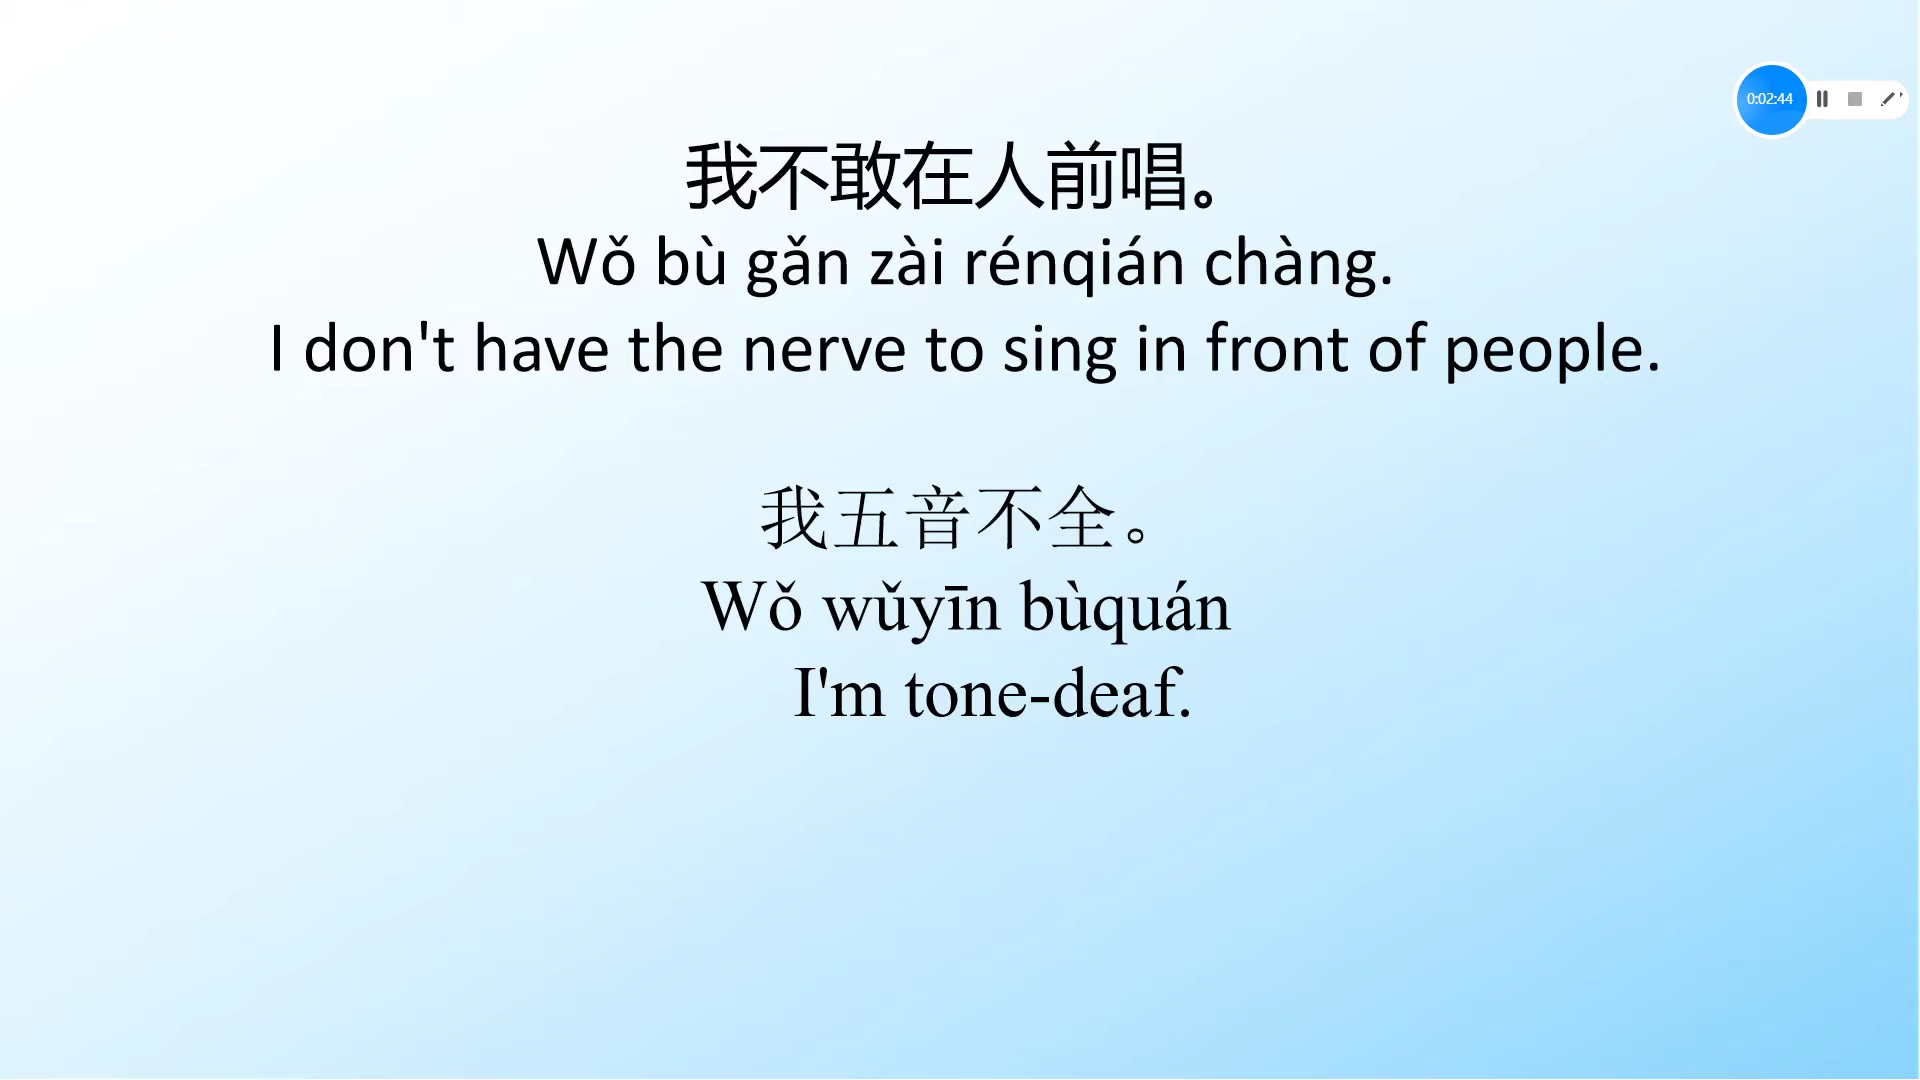 0:02:44
我不敢在人前唱。
Wǒ bù gǎn zài rénqián chàng.
I don't have the nerve to sing in front of people.
我五音不全。
Wǒ wǔyīn bùquán
I'm tone-deaf.